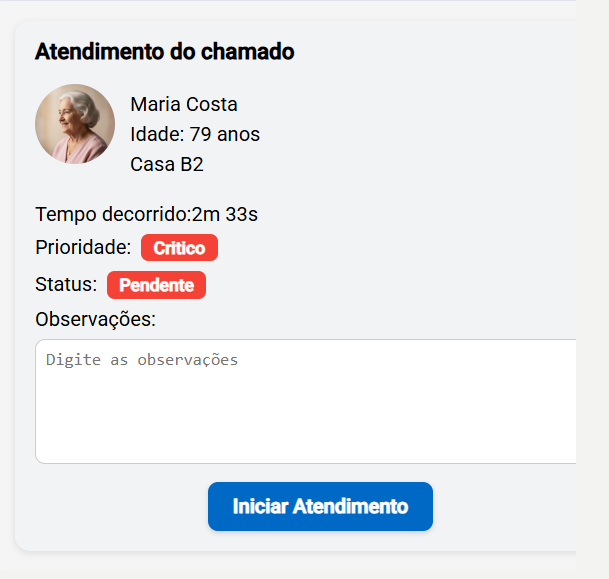 Atendimento do chamado
Maria Costa
Idade: 79 anos
Casa B2
Tempo decorrido:2m 33s
Prioridade: Critico
Status: Pendente
Observações:
Digite as observações
Iniciar Atendimento